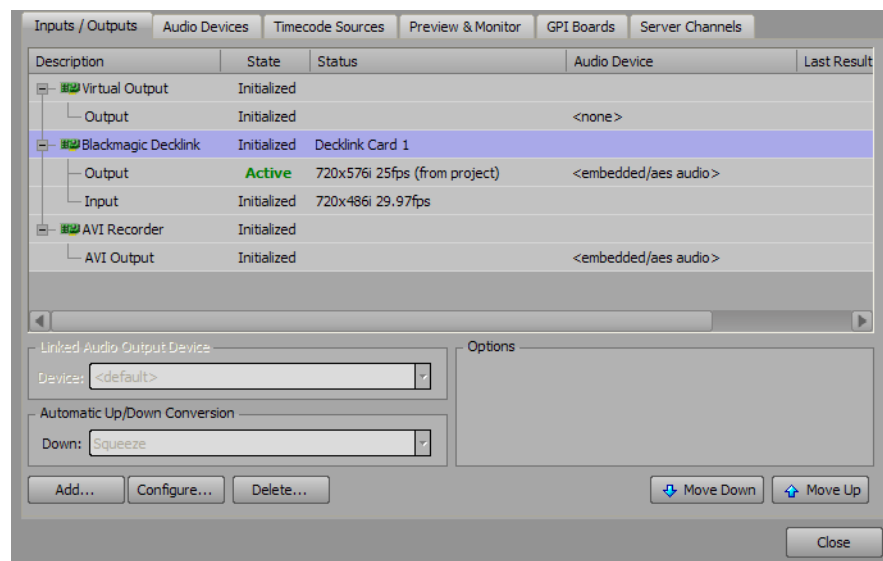 Inputs / Outputs Audio Devices Timecode Sources Preview & Monitor GPI Boards Server Channels
Description State Status Audio Device Last Result
Virtual Output Initialized
Output Initialized <none>
Blackmagic Decklink Initialized Decklink Card 1
Output Active 720x576i 25fps (from project) <embedded/aes audio>
Input Initialized 720x486i 29.97fps
AVI Recorder Initialized
AVI Output Initialized <embedded/aes audio>
Linked Audio Output Device Options
Device: <default>
Automatic Up/Down Conversion
Down: Squeeze
Add... Configure... Delete... Move Down Move Up
Close